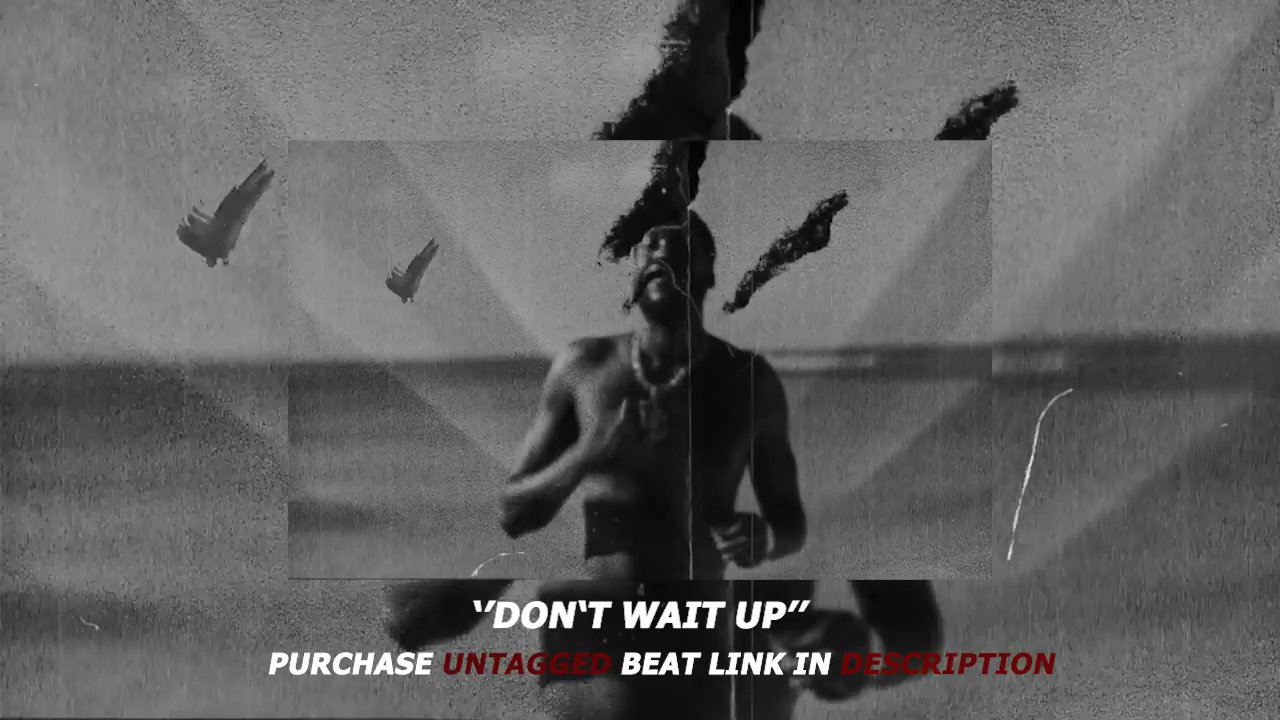 ‘’DON‘T WAIT UP’’
PURCHASE UNTAGGED BEAT LINK IN DESCRIPTION